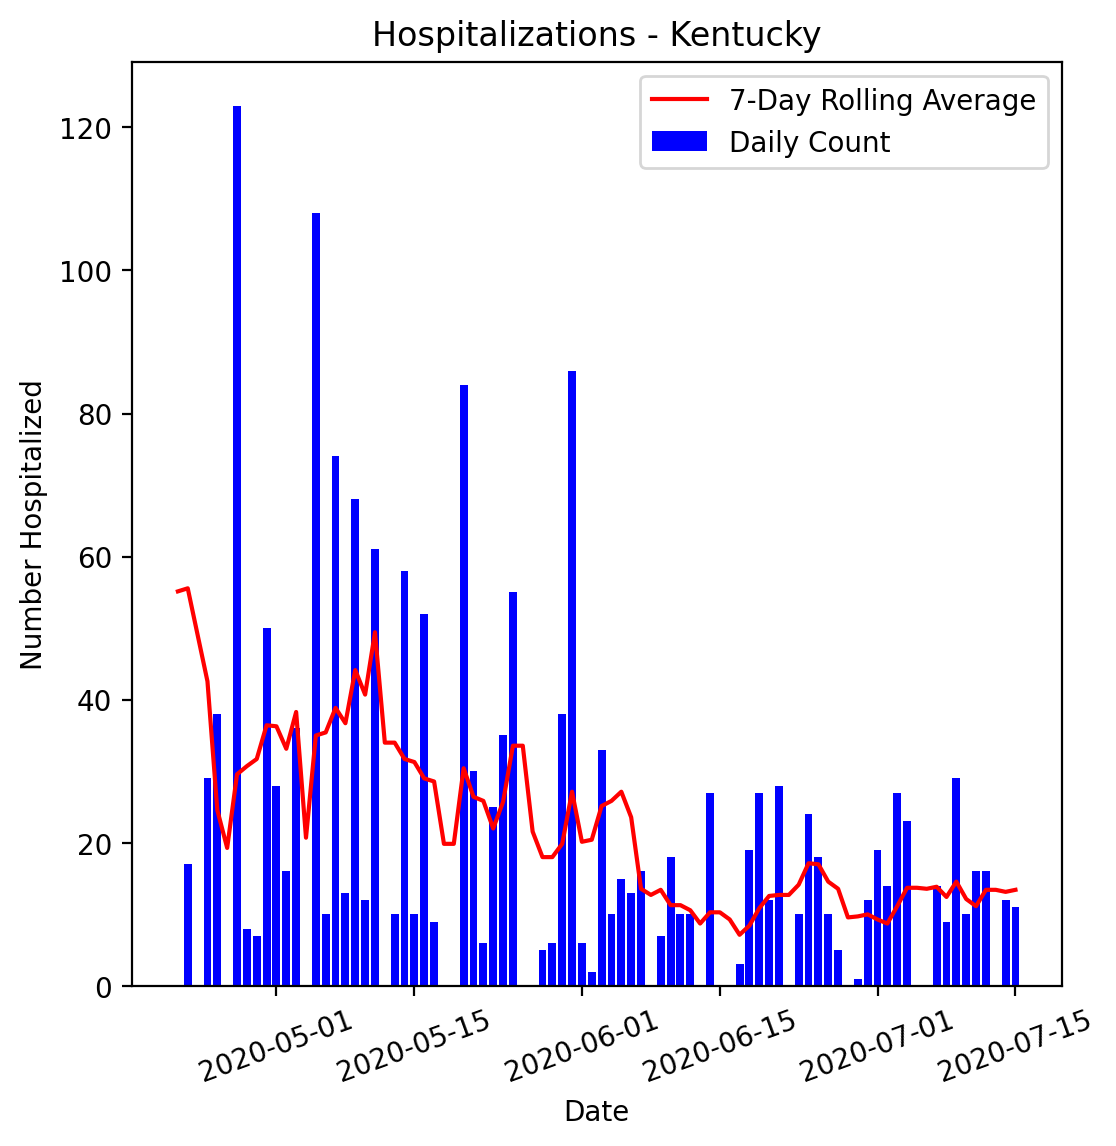 Hospitalizations - Kentucky
7-Day Rolling Average
Daily Count
Number Hospitalized
120
100
80
60
40
20
0
2020-05-01
2020-05-15
2020-06-01
2020-06-15
2020-07-01
2020-07-15
Date